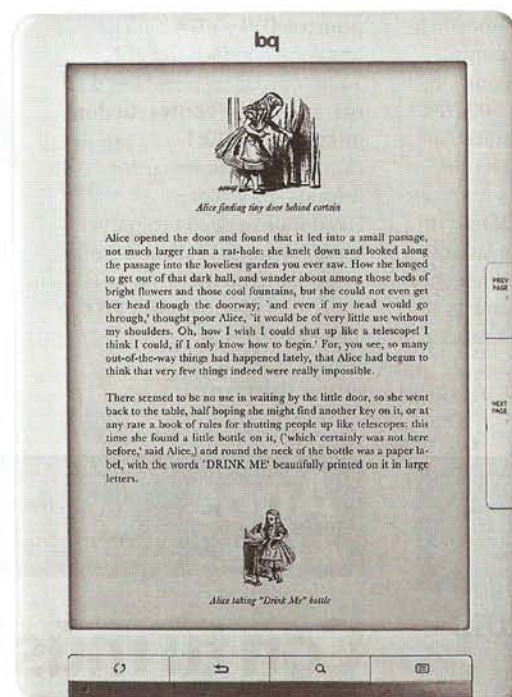 bq
Alice finding tiny door behind curtain
Alice opened the door and found that it led into a small passage,
not much larger than a rat-hole: she knelt down and looked along
the passage into the loveliest garden you ever saw. How she longed
to get out of that dark hall, and wander about among those beds of
bright flowers and those cool fountains, but she could not even get
her head though the doorway; 'and even if my head would go
through,' thought poor Alice, 'it would be of very little use without
my shoulders. Oh, how I wish I could shut up like a telescope! I
think I could, if I only know how to begin.' For, you see, so many
out-of-the-way things had happened lately, that Alice had begun to
think that very few things indeed were really impossible.
There seemed to be no use in waiting by the little door, so she went
back to the table, half hoping she might find another key on it, or at
any rate a book of rules for shutting people up like telescopes: this
time she found a little bottle on it, ('which certainly was not here
before,' said Alice,) and round the neck of the bottle was a paper la-
bel, with the words 'DRINK ME' beautifully printed on it in large
letters.
Alice taking "Drink Me" bottle
PREV
PAGE
NEXT
PAGE